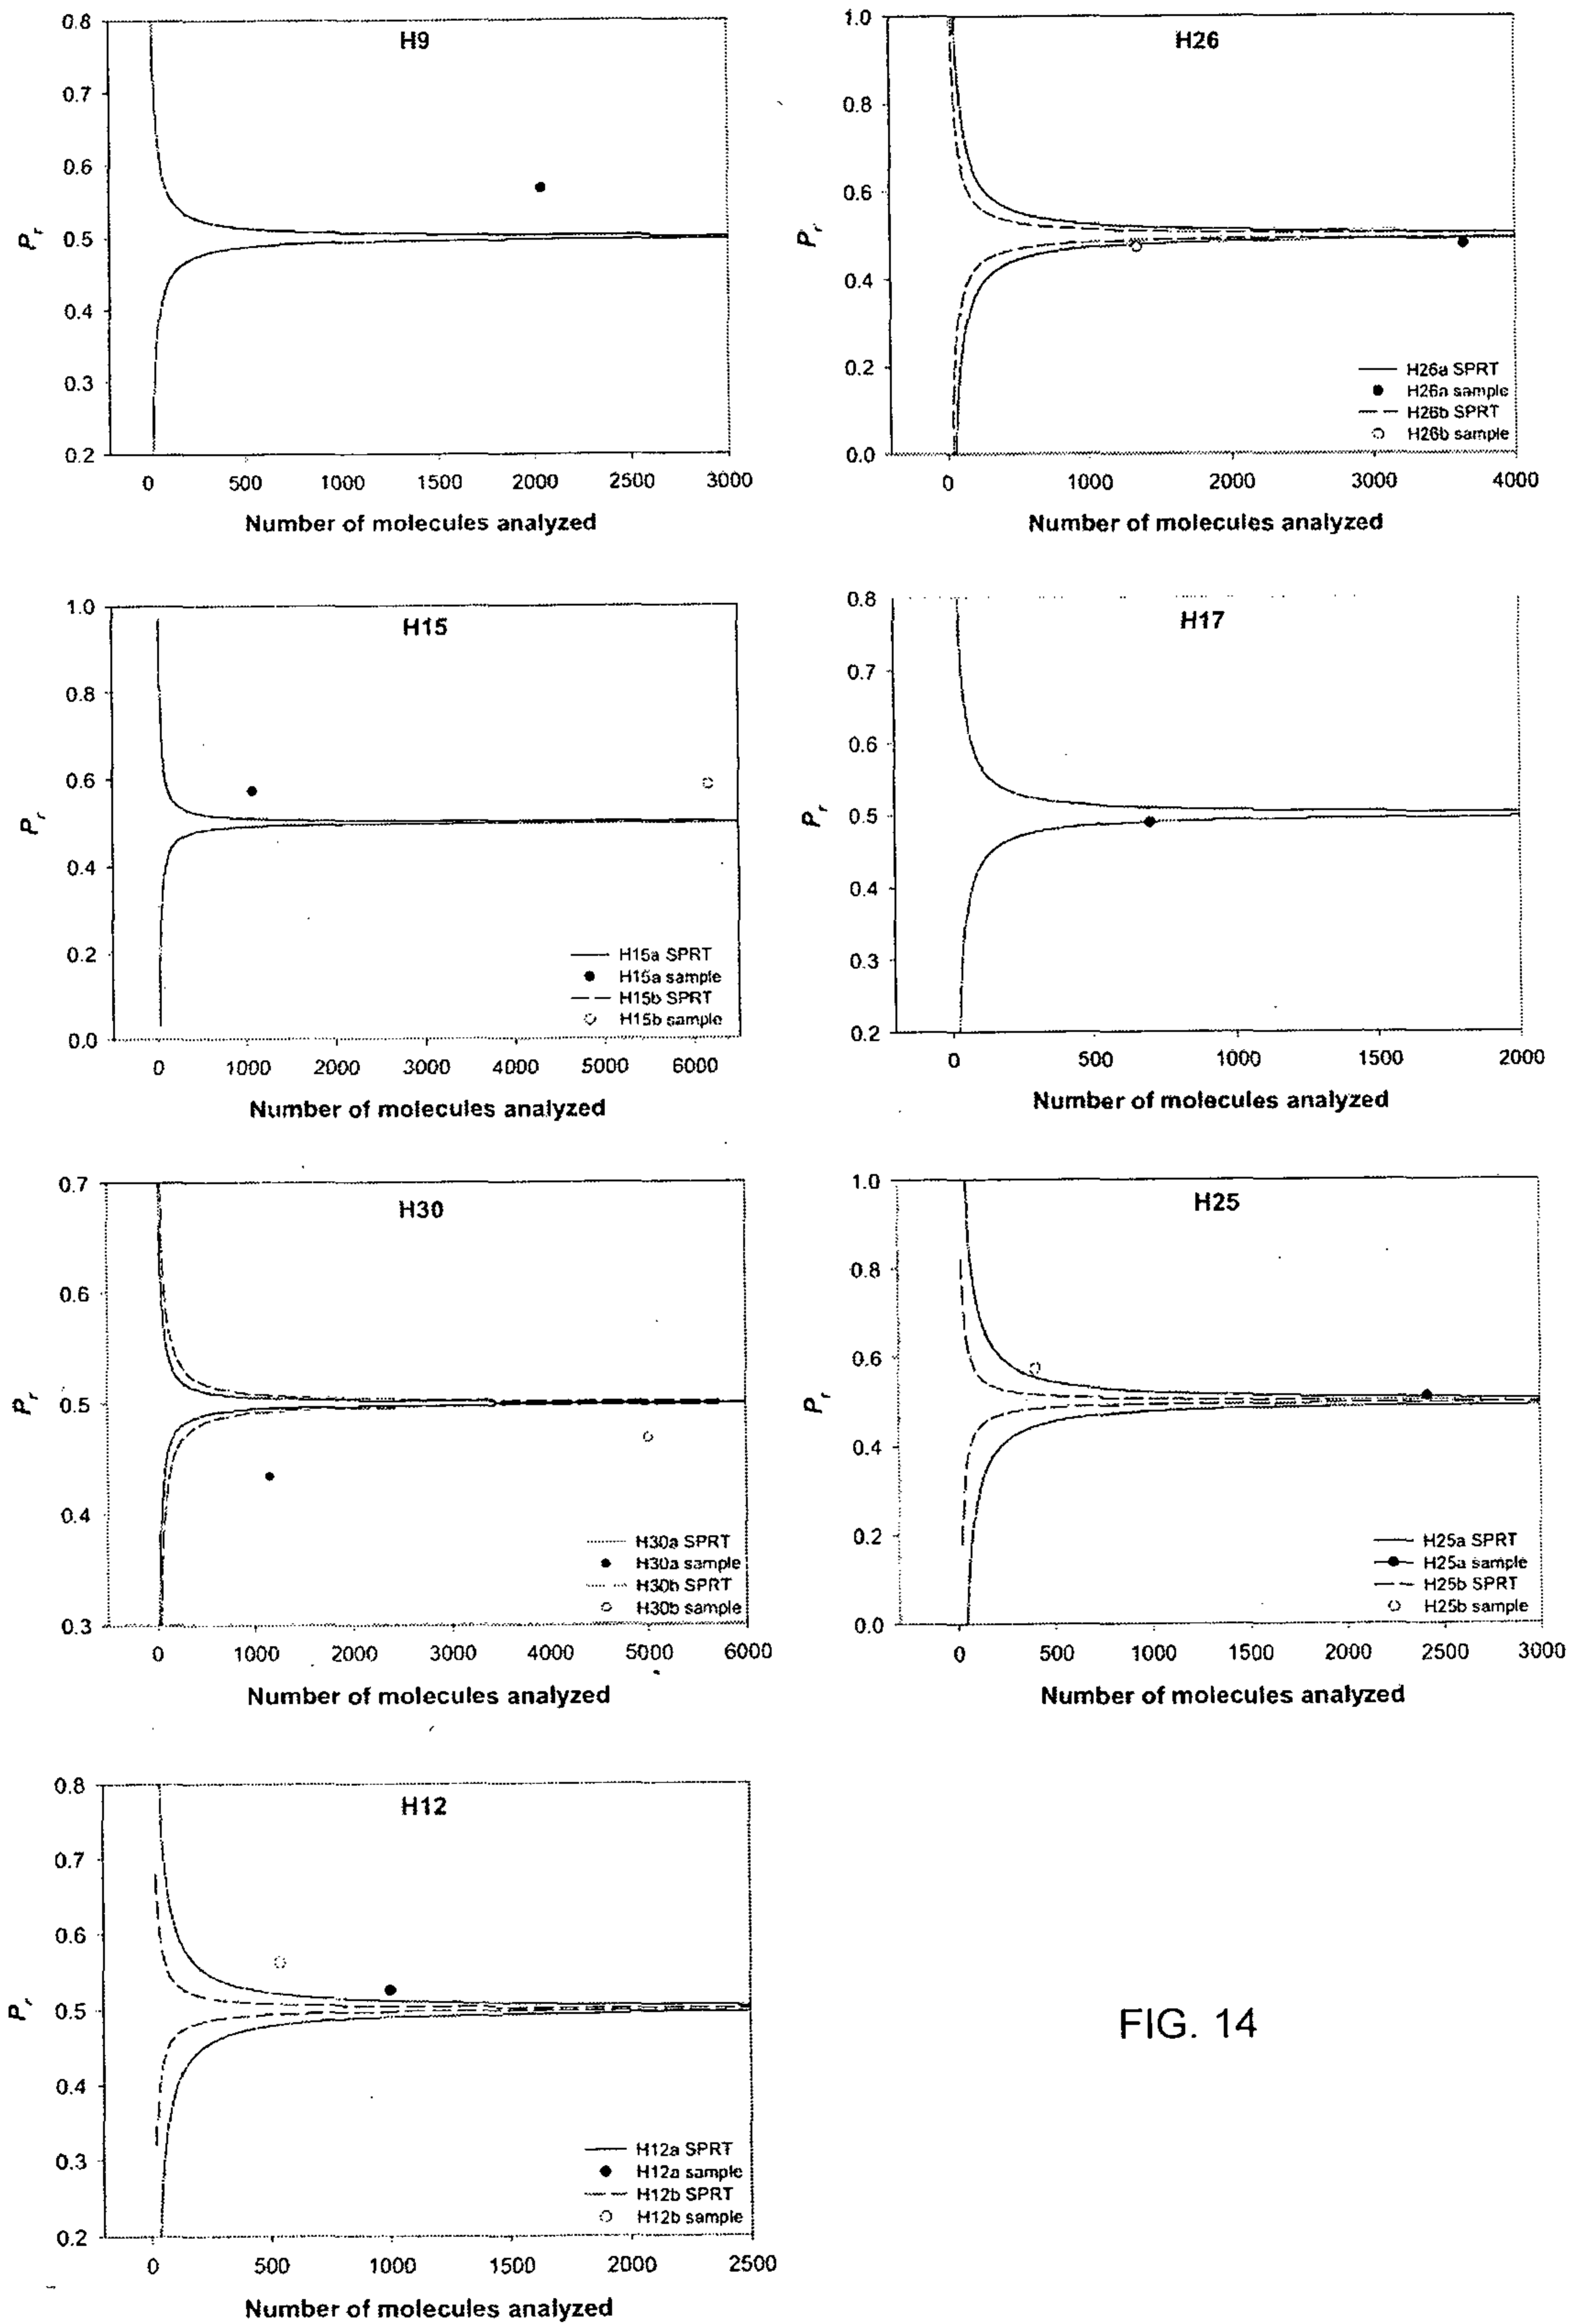 H9
0.8
0.7
0.6
0.5
0.4
0.3
0.2
Pr
0 500 1000 1500 2000 2500 3000
Number of molecules analyzed
H26
1.0
0.8
0.6
0.4
0.2
0.0
Pr
H26a SPRT
H26a sample
H26b SPRT
H26b sample
0 1000 2000 3000 4000
Number of molecules analyzed
H15
1.0
0.8
0.6
0.4
0.2
0.0
Pr
H15a SPRT
H15a sample
H15b SPRT
H15b sample
0 1000 2000 3000 4000 5000 6000
Number of molecules analyzed
H17
0.8
0.7
0.6
0.5
0.4
0.3
0.2
Pr
0 500 1000 1500 2000
Number of molecules analyzed
H30
0.7
0.6
0.5
0.4
0.3
Pr
H30a SPRT
H30a sample
H30b SPRT
H30b sample
0 1000 2000 3000 4000 5000 6000
Number of molecules analyzed
H25
1.0
0.8
0.6
0.4
0.2
0.0
Pr
H25a SPRT
H25a sample
H25b SPRT
H25b sample
0 500 1000 1500 2000 2500 3000
Number of molecules analyzed
H12
0.8
0.7
0.6
0.5
0.4
0.3
0.2
Pr
H12a SPRT
H12a sample
H12b SPRT
H12b sample
0 500 1000 1500 2000 2500
Number of molecules analyzed
FIG. 14